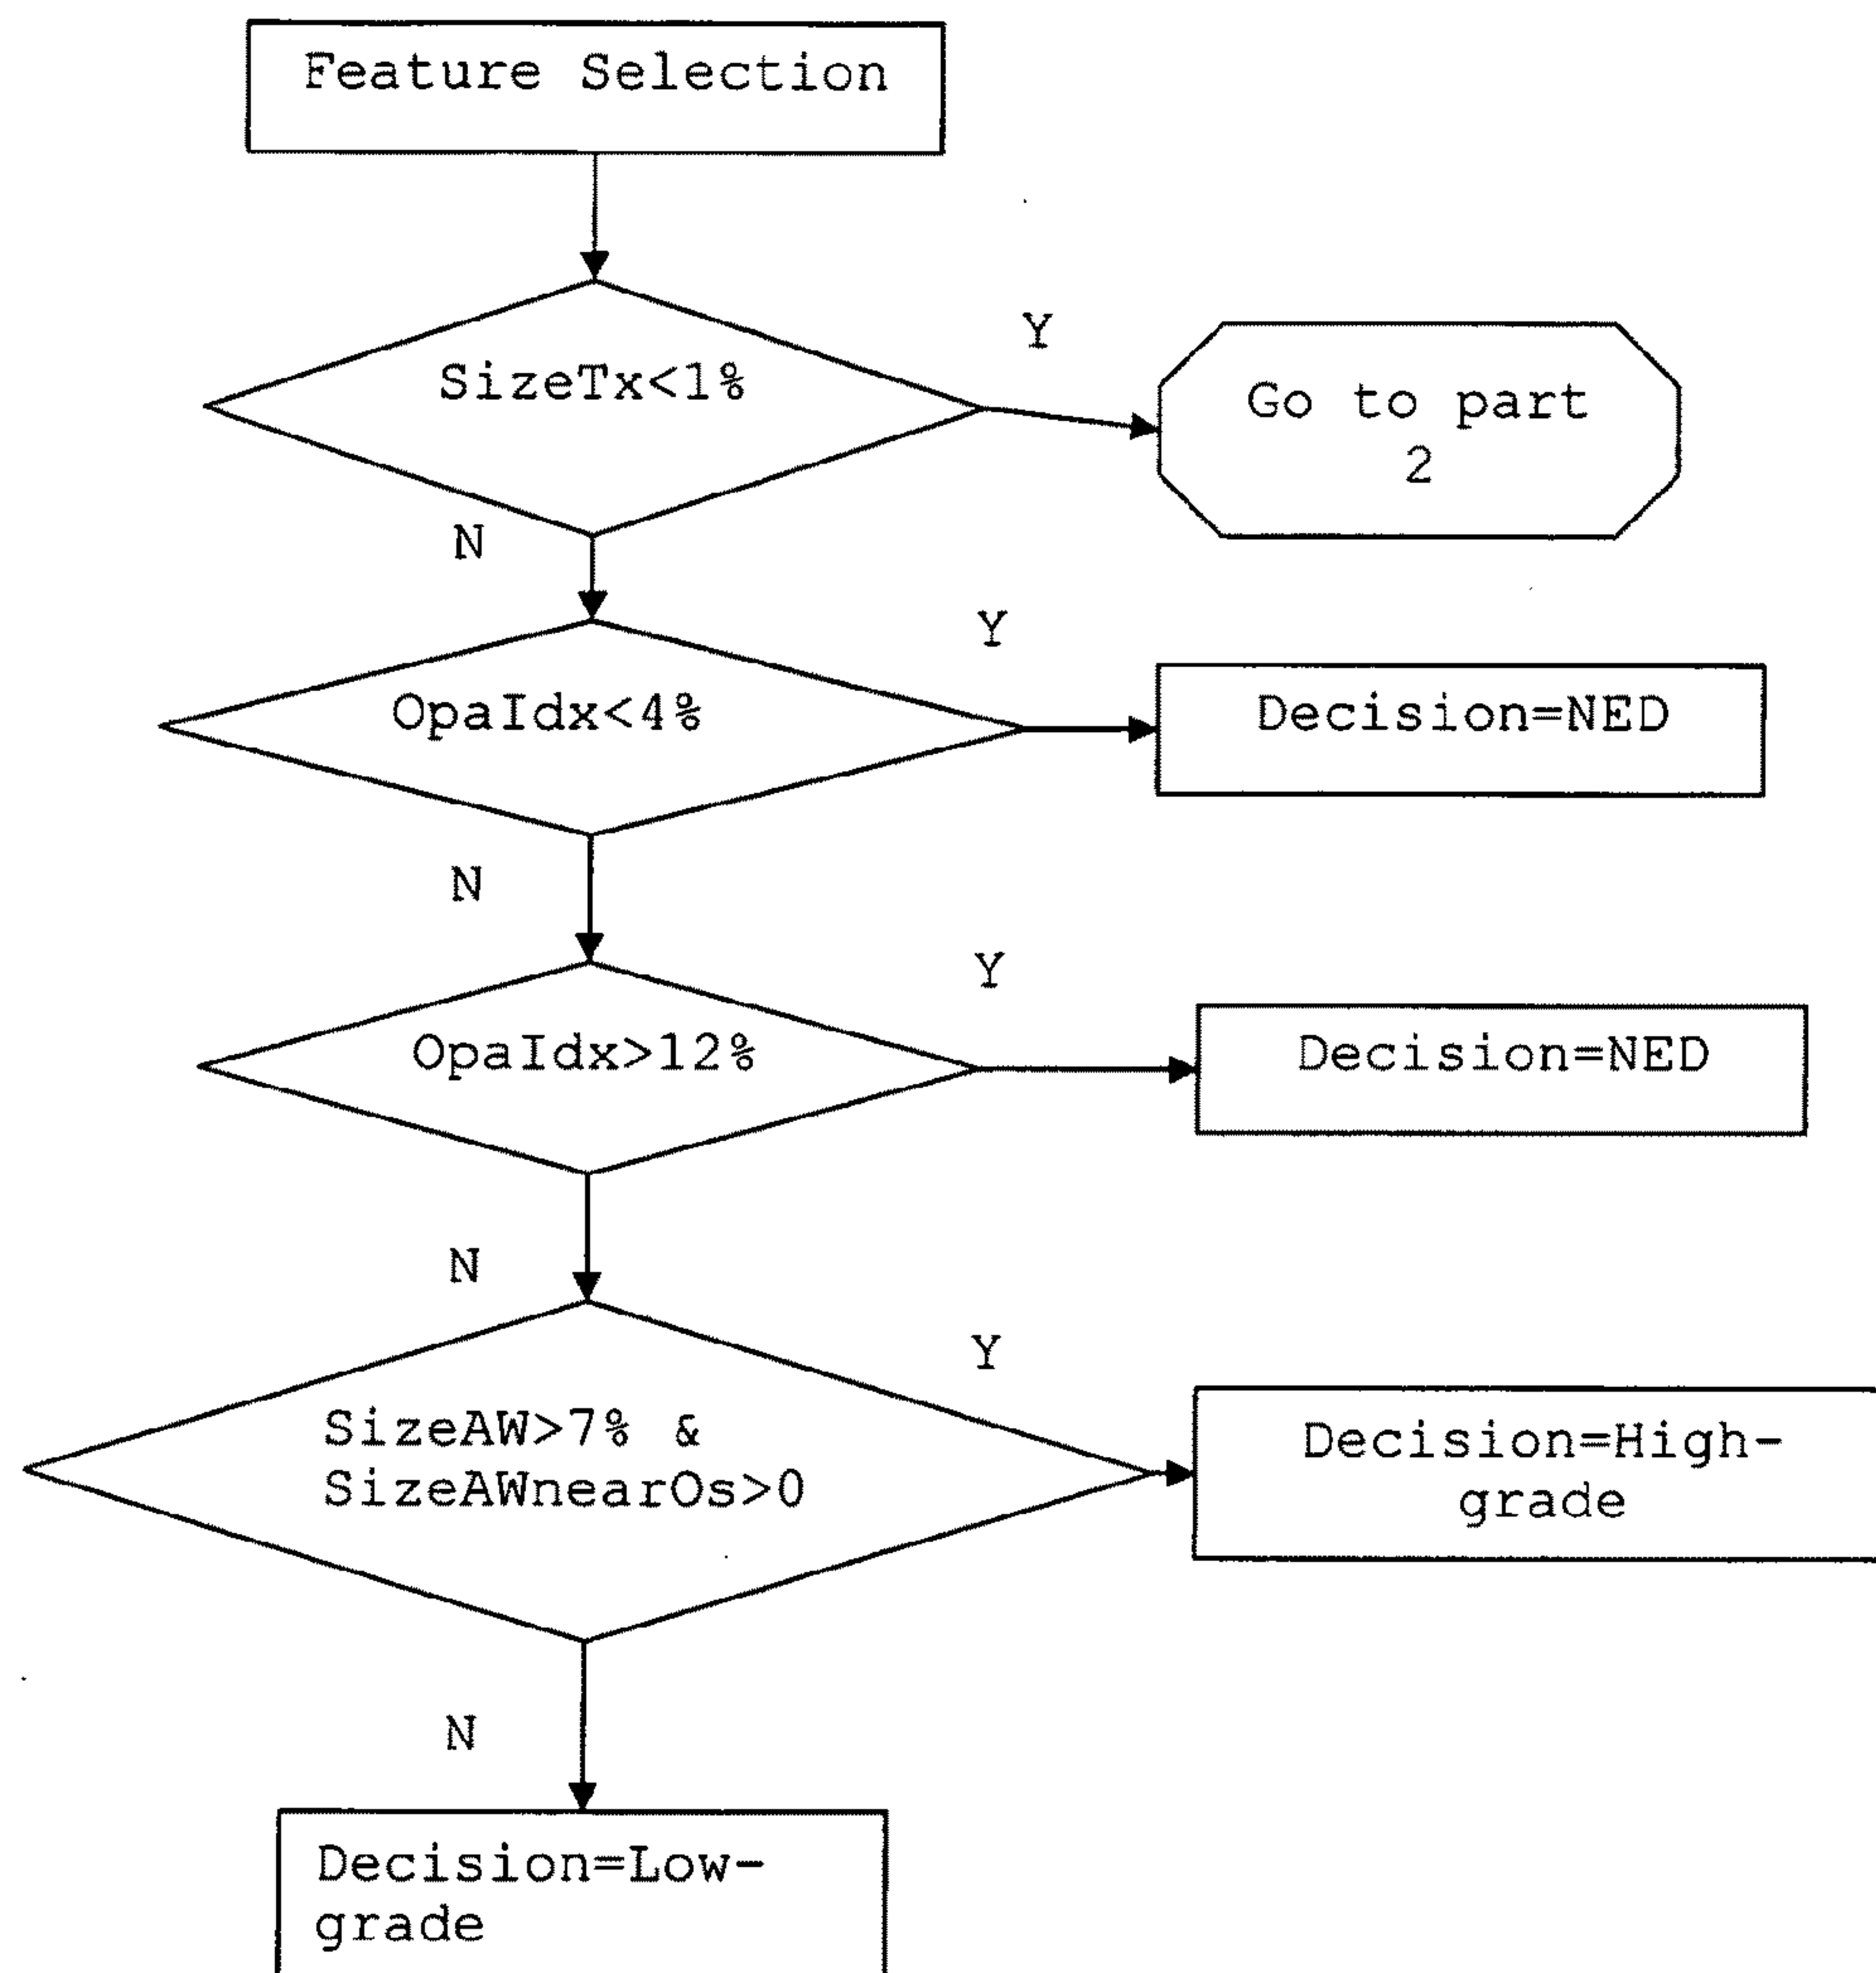 Feature Selection
SizeTx<1%
Y
Go to part
2
N
OpaIdx<4%
Y
Decision=NED
N
OpaIdx>12%
Y
Decision=NED
N
SizeAW>7% &
SizeAWnearOs>0
Y
Decision=High-
grade
N
Decision=Low-
grade